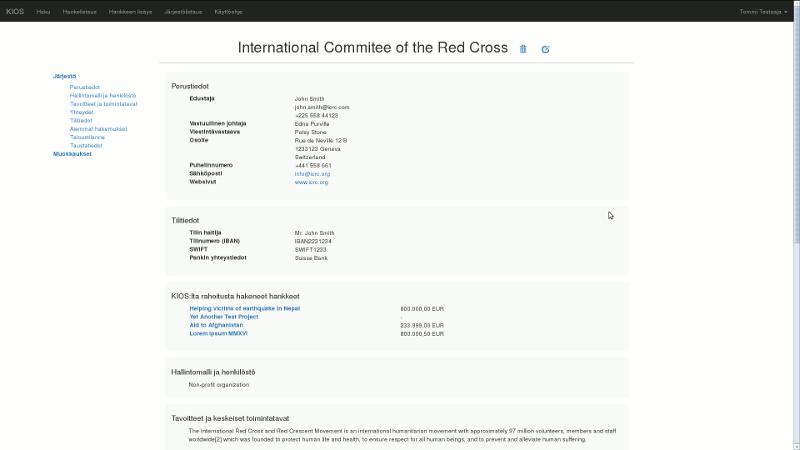 KIOS Haku Hankelistaus Hankkeen lisäys Järjestölistaus Käyttöohje Tommi Testaaja
International Commitee of the Red Cross
Järjestö
Perustiedot
Hallintomalli ja henkilöstö
Tavoitteet ja toimintatavat
Yhteydet
Tilitiedot
Aiemmat hakemukset
Taloustilanne
Taustatiedot
Muokkaukset
Perustiedot
Edustaja John Smith
john.smith@icrc.com
+225 558 44123
Vastuullinen johtaja Edna Purville
Viestintävastaava Patsy Stone
Osoite Rue de Neville 12 B
1233123 Geneva
Switzerland
Puhelinnumero +441 558 661
Sähköposti info@icrc.org
Websivut www.icrc.org
Tilitiedot
Tilin haltija Mr. John Smith
Tilinumero (IBAN) IBAN2231234
SWIFT SWIFT1233
Pankin yhteystiedot Suisse Bank
KIOS:lta rahoitusta hakeneet hankkeet
Helping victims of earthquake in Nepal 800.000,00 EUR
Yet Another Test Project -
Aid to Afghanistan 233.999,00 EUR
Lorem Ipsum MMXVI 800.000,50 EUR
Hallintomalli ja henkilöstö
Non-profit organization
Tavoitteet ja keskeiset toimintatavat
The International Red Cross and Red Crescent Movement is an international humanitarian movement with approximately 97 million volunteers, members and staff
worldwide[2] which was founded to protect human life and health, to ensure respect for all human beings, and to prevent and alleviate human suffering.